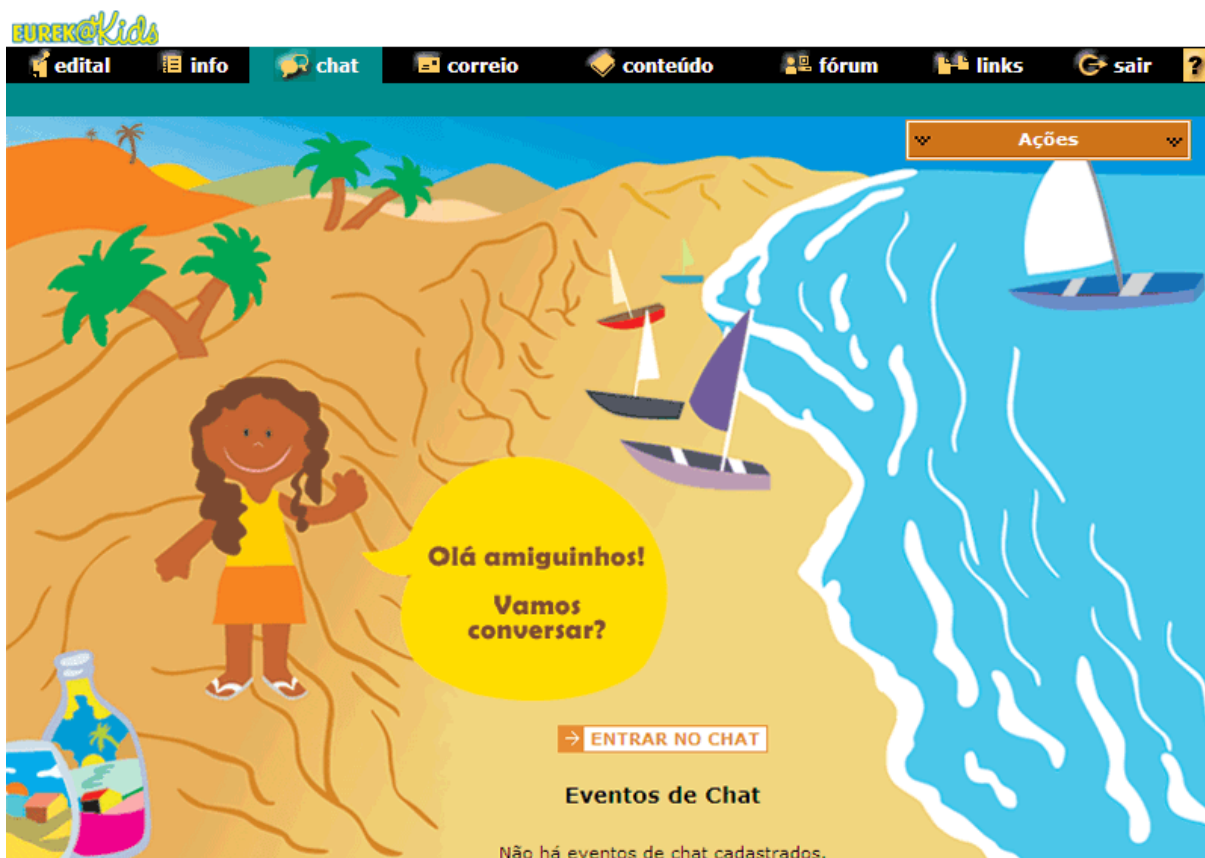 EUREK@Kids
edital info chat correio conteúdo fórum links sair ?
Ações
Olá amiguinhos!
Vamos
conversar?
ENTRAR NO CHAT
Eventos de Chat
Não há eventos de chat cadastrados.